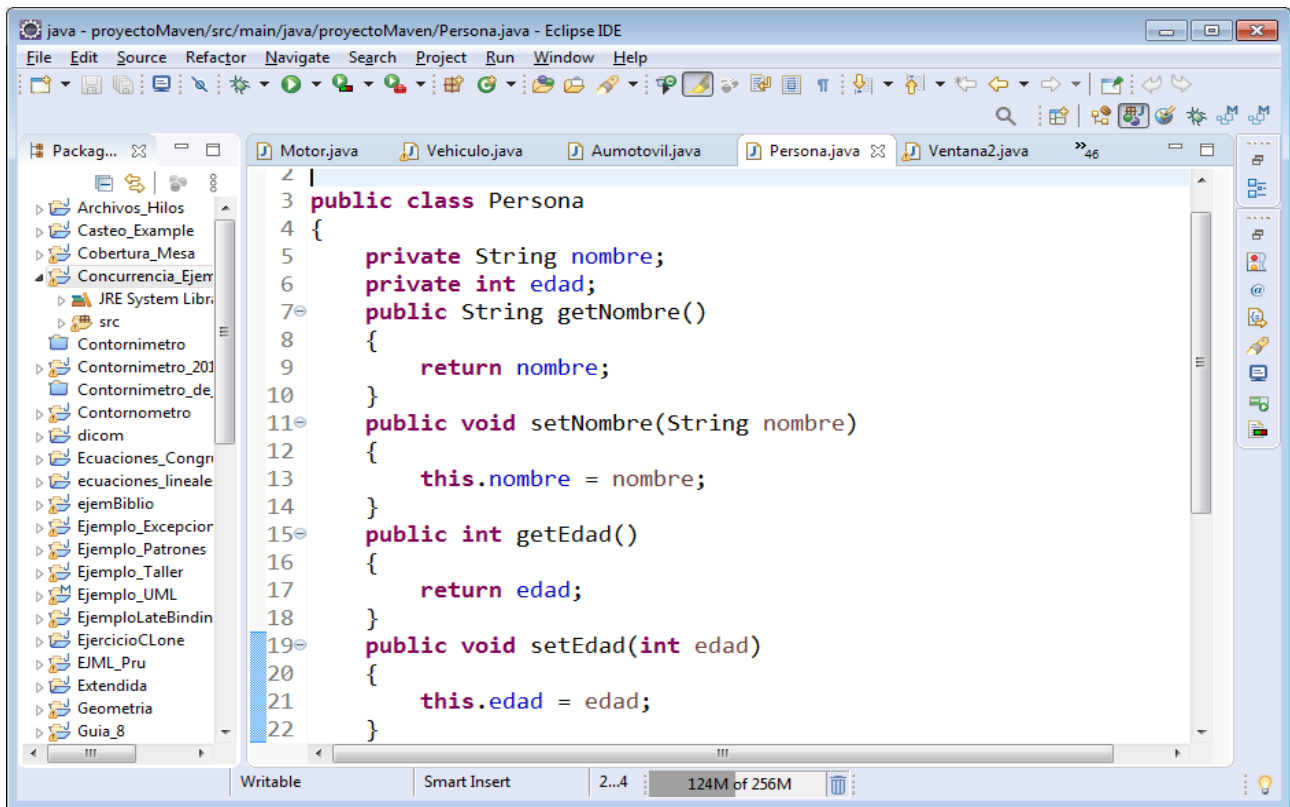 java - proyectoMaven/src/main/java/proyectoMaven/Persona.java - Eclipse IDE
File Edit Source Refactor Navigate Search Project Run Window Help
Packag...
Archivos_Hilos
Casteo_Example
Cobertura_Mesa
Concurrencia_Ejem
JRE System Libr
src
Contornimetro
Contornimetro_201
Contornimetro_de_
Contornometro
dicom
Ecuaciones_Congr
ecuaciones_lineale
ejemBiblio
Ejemplo_Excepcior
Ejemplo_Patrones
Ejemplo_Taller
Ejemplo_UML
EjemploLateBindin
EjercicioCLone
EJML_Pru
Extendida
Geometria
Guia_8
Motor.java Vehiculo.java Aumotovil.java Persona.java Ventana2.java »46
2
3 public class Persona
4 {
5 private String nombre;
6 private int edad;
7 public String getNombre()
8 {
9 return nombre;
10 }
11 public void setNombre(String nombre)
12 {
13 this.nombre = nombre;
14 }
15 public int getEdad()
16 {
17 return edad;
18 }
19 public void setEdad(int edad)
20 {
21 this.edad = edad;
22 }
Writable Smart Insert 2...4 124M of 256M